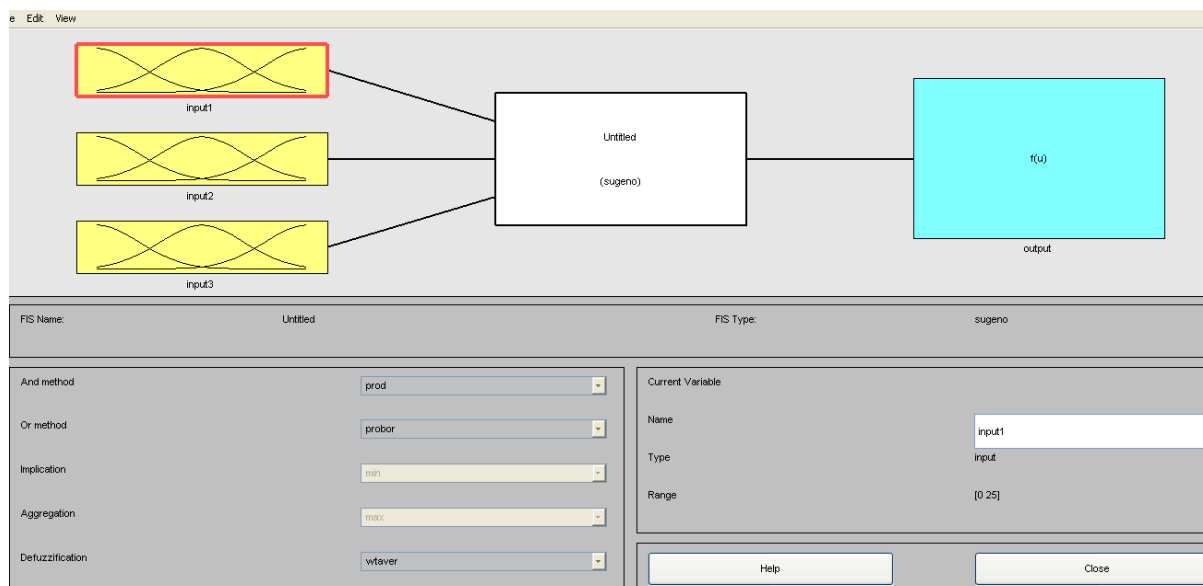 e Edit View
input1
input2
input3
Untitled
(sugeno)
f(u)
output
FIS Name: Untitled FIS Type: sugeno
And method prod
Or method probor
Implication min
Aggregation max
Defuzzification wtaver
Current Variable
Name input1
Type input
Range [0 25]
Help Close